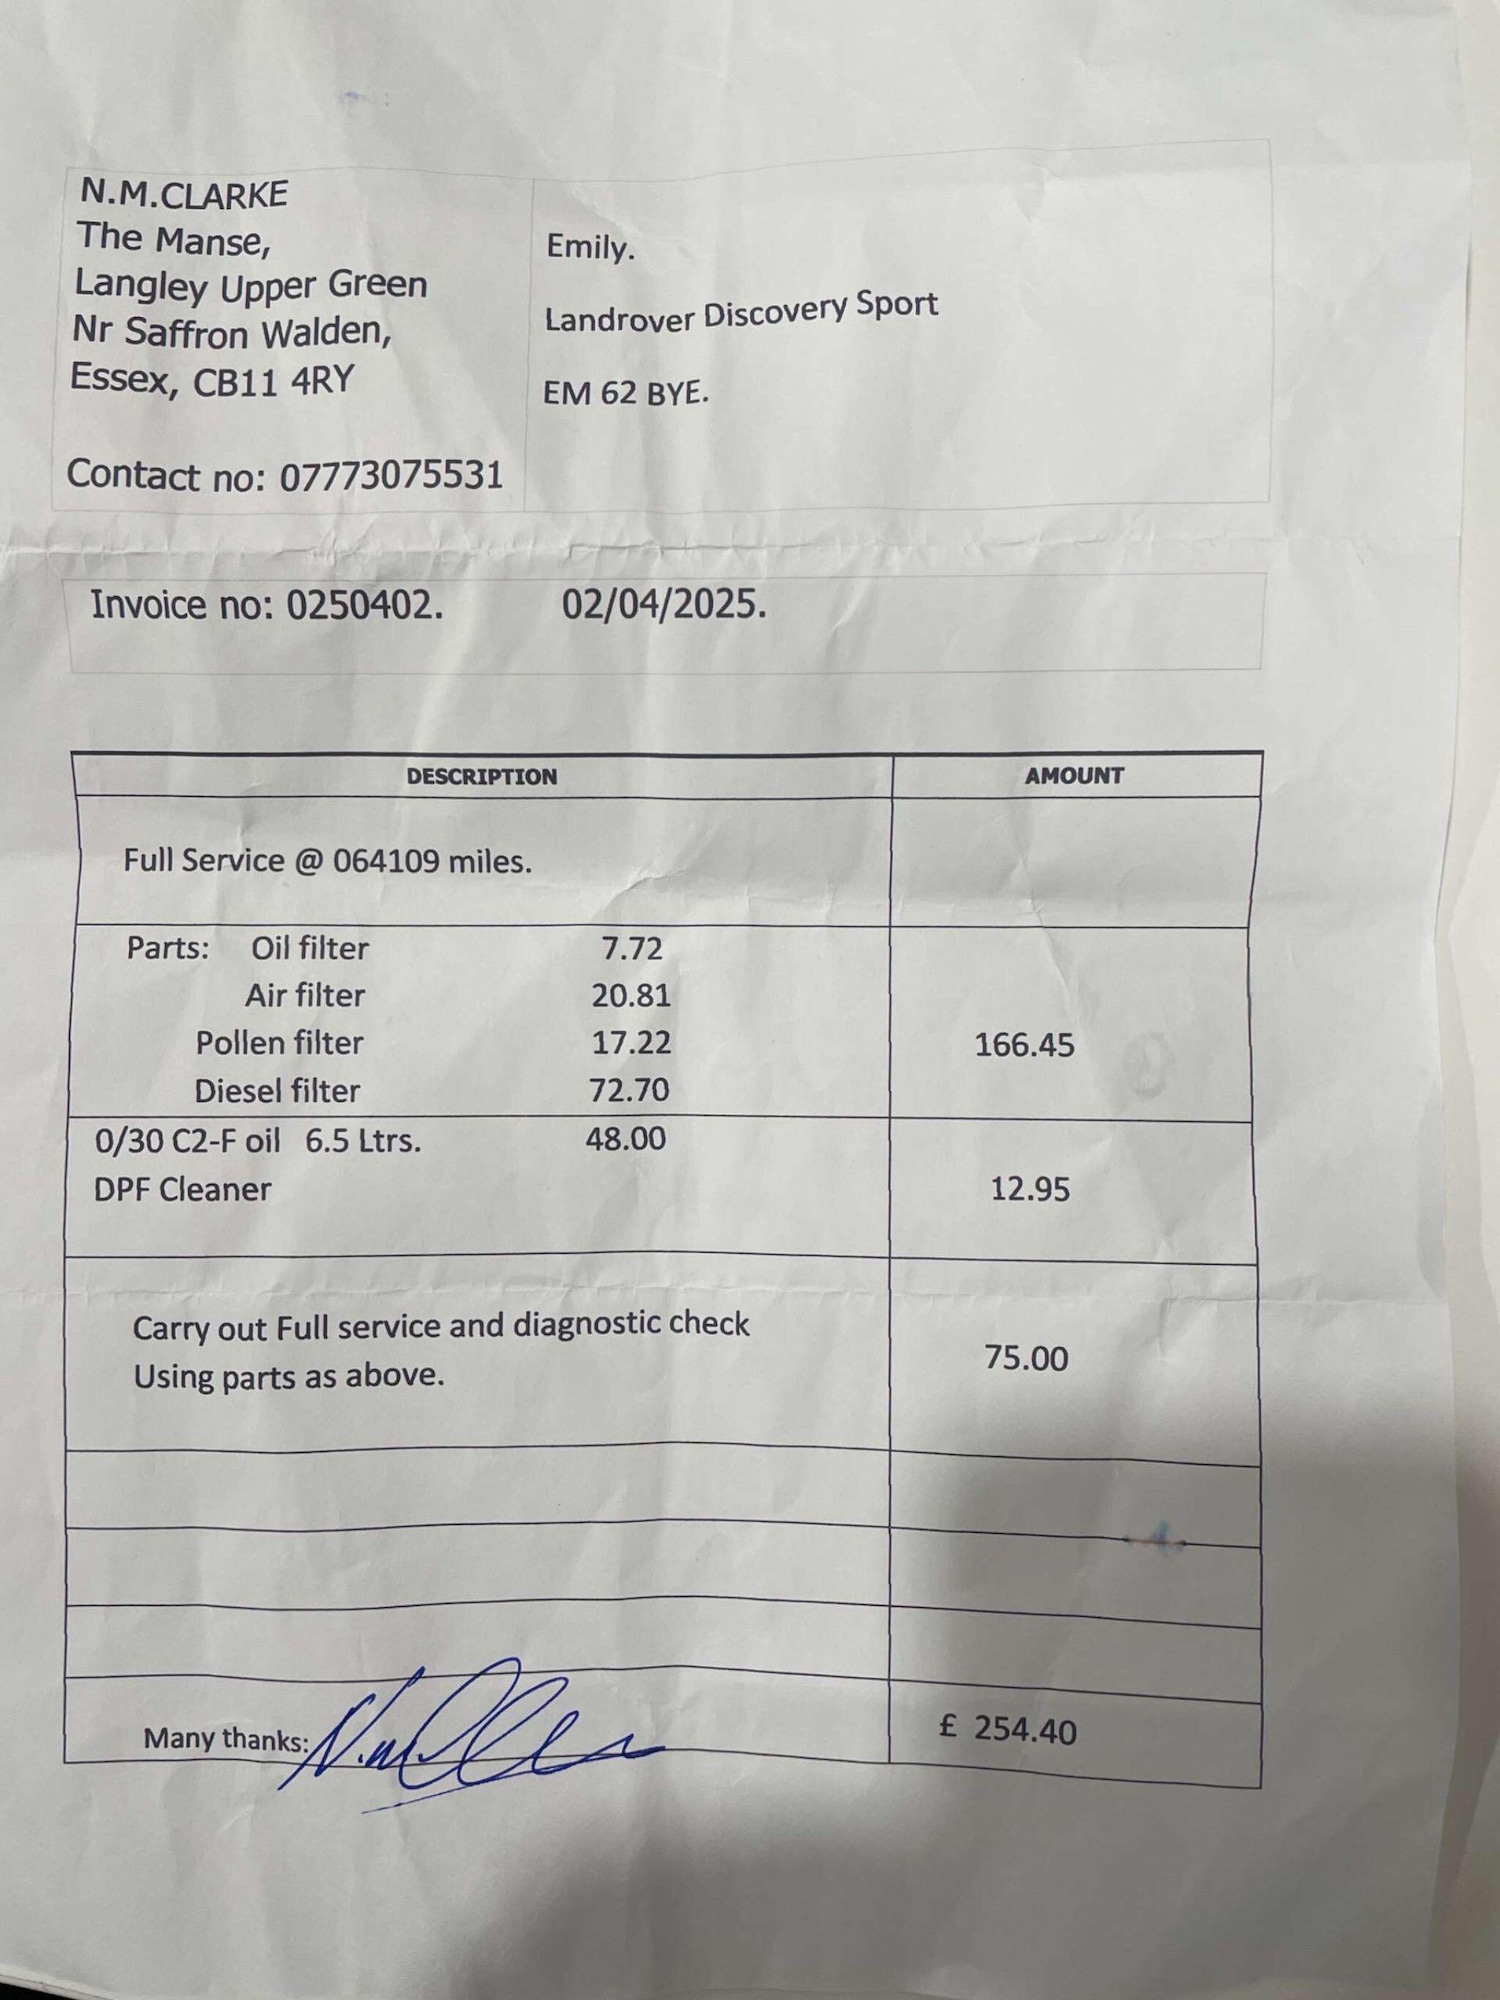 N.M.CLARKE
The Manse,
Langley Upper Green
Nr Saffron Walden,
Essex, CB11 4RY
Contact no: 07773075531
Emily.
Landrover Discovery Sport
EM 62 BYE.
Invoice no: 0250402. 02/04/2025.
DESCRIPTION AMOUNT
Full Service @ 064109 miles.
Parts: Oil filter 7.72
Air filter 20.81
Pollen filter 17.22 166.45
Diesel filter 72.70
0/30 C2-F oil 6.5 Ltrs. 48.00
DPF Cleaner 12.95
Carry out Full service and diagnostic check
Using parts as above. 75.00
Many thanks: £ 254.40